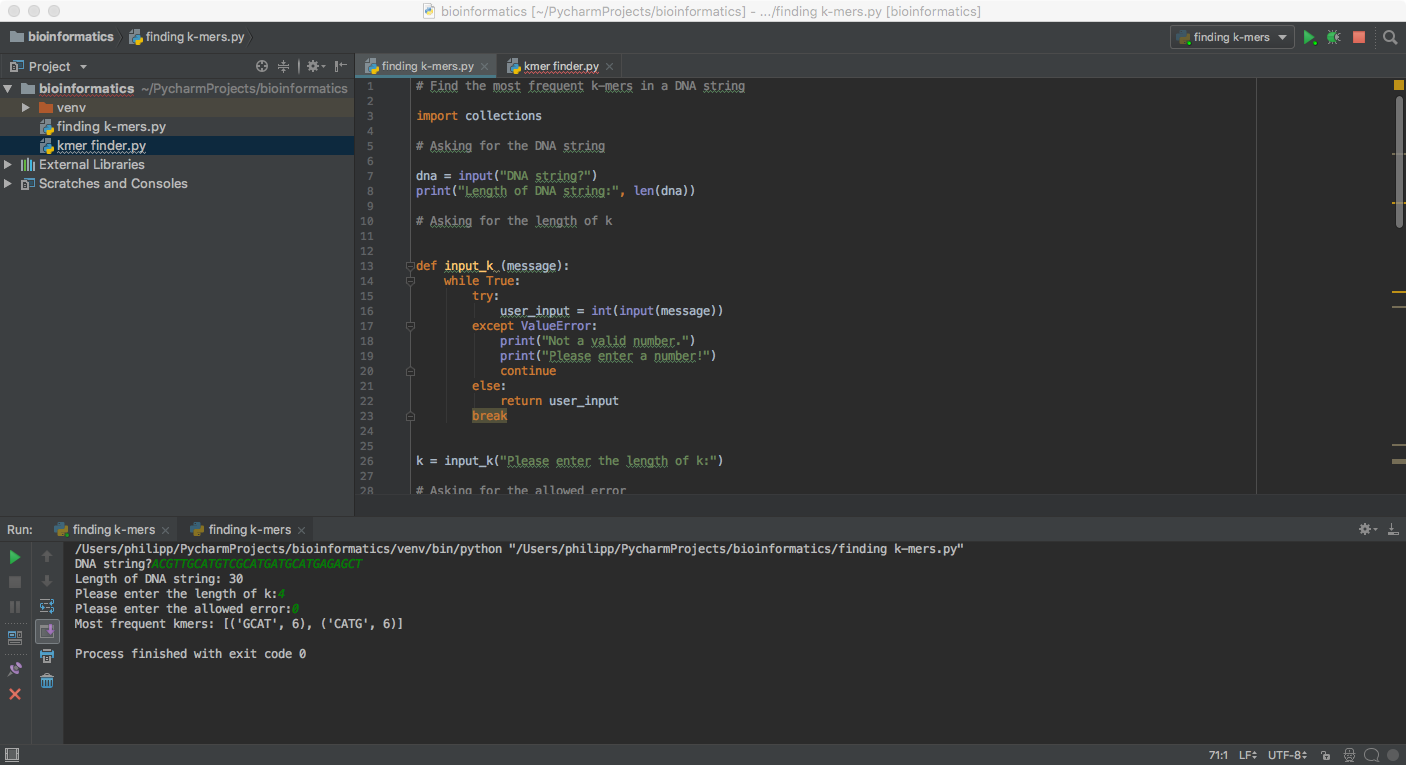 bioinformatics [~/PycharmProjects/bioinformatics] - .../finding k-mers.py [bioinformatics]
bioinformatics finding k-mers.py finding k-mers
Project
finding k-mers.py kmer finder.py
bioinformatics ~/PycharmProjects/bioinformatics
venv
finding k-mers.py
kmer finder.py
External Libraries
Scratches and Consoles
1 # Find the most frequent k-mers in a DNA string
2
3 import collections
4
5 # Asking for the DNA string
6
7 dna = input("DNA string?")
8 print("Length of DNA string:", len(dna))
9
10 # Asking for the length of k
11
12
13 def input_k (message):
14     while True:
15         try:
16             user_input = int(input(message))
17         except ValueError:
18             print("Not a valid number.")
19             print("Please enter a number!")
20             continue
21         else:
22             return user_input
23         break
24
25
26 k = input_k("Please enter the length of k:")
27
28 # Asking for the allowed error
Run: finding k-mers finding k-mers
/Users/philipp/PycharmProjects/bioinformatics/venv/bin/python "/Users/philipp/PycharmProjects/bioinformatics/finding k-mers.py"
DNA string?ACGTTGCATGTCGCATGATGCATGAGAGCT
Length of DNA string: 30
Please enter the length of k:4
Please enter the allowed error:0
Most frequent kmers: [('GCAT', 6), ('CATG', 6)]
Process finished with exit code 0
71:1 LF UTF-8